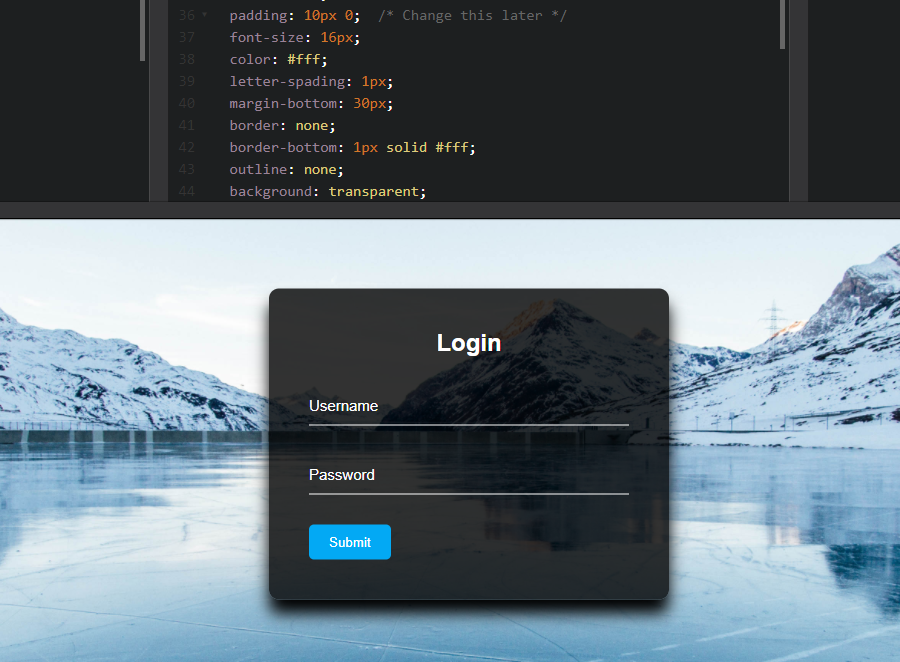 36 padding: 10px 0; /* Change this later */
37 font-size: 16px;
38 color: #fff;
39 letter-spading: 1px;
40 margin-bottom: 30px;
41 border: none;
42 border-bottom: 1px solid #fff;
43 outline: none;
44 background: transparent;
Login
Username
Password
Submit